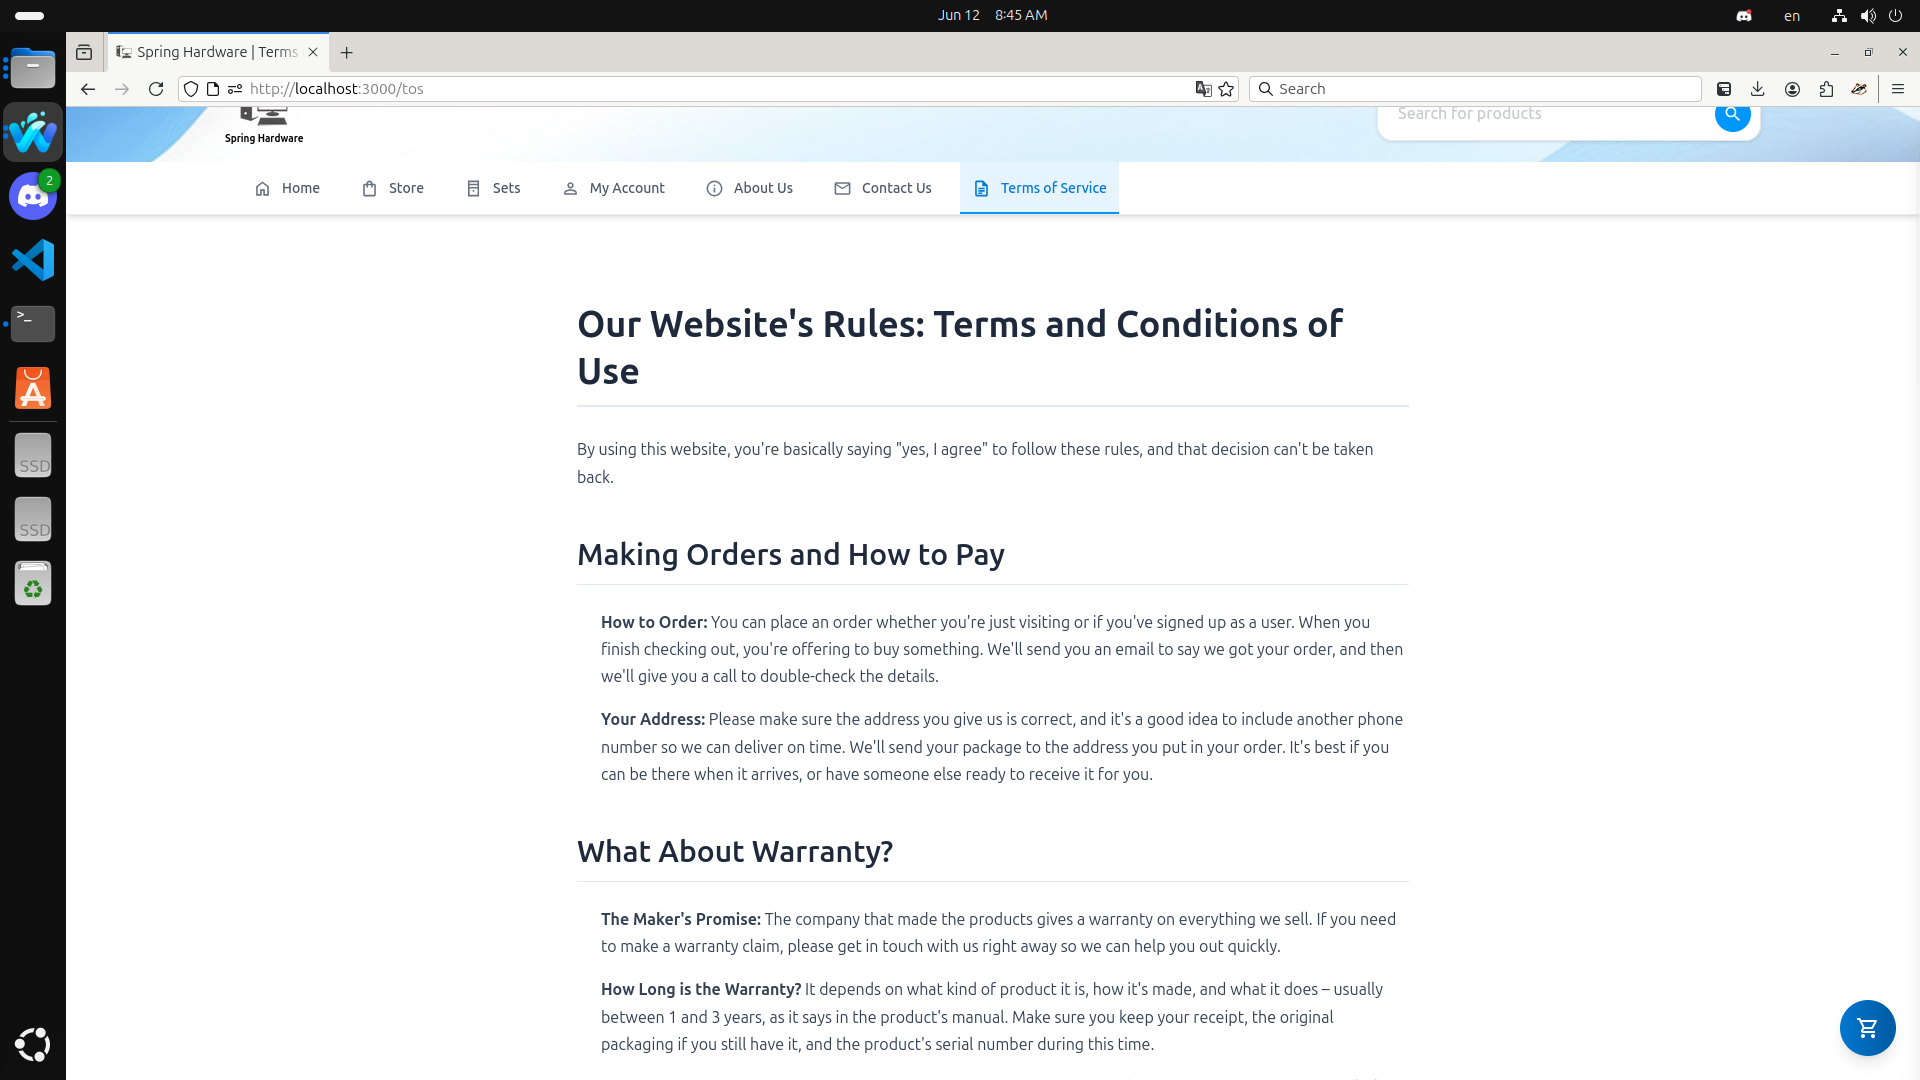 Jun 12 8:45 AM
en
Spring Hardware | Terms
http://localhost:3000/tos
Search
Spring Hardware
Search for products
Home
Store
Sets
My Account
About Us
Contact Us
Terms of Service
2
>_
SSD
SSD
Our Website's Rules: Terms and Conditions of
Use
By using this website, you're basically saying "yes, I agree" to follow these rules, and that decision can't be taken
back.
Making Orders and How to Pay
How to Order: You can place an order whether you're just visiting or if you've signed up as a user. When you
finish checking out, you're offering to buy something. We'll send you an email to say we got your order, and then
we'll give you a call to double-check the details.
Your Address: Please make sure the address you give us is correct, and it's a good idea to include another phone
number so we can deliver on time. We'll send your package to the address you put in your order. It's best if you
can be there when it arrives, or have someone else ready to receive it for you.
What About Warranty?
The Maker's Promise: The company that made the products gives a warranty on everything we sell. If you need
to make a warranty claim, please get in touch with us right away so we can help you out quickly.
How Long is the Warranty? It depends on what kind of product it is, how it's made, and what it does – usually
between 1 and 3 years, as it says in the product's manual. Make sure you keep your receipt, the original
packaging if you still have it, and the product's serial number during this time.